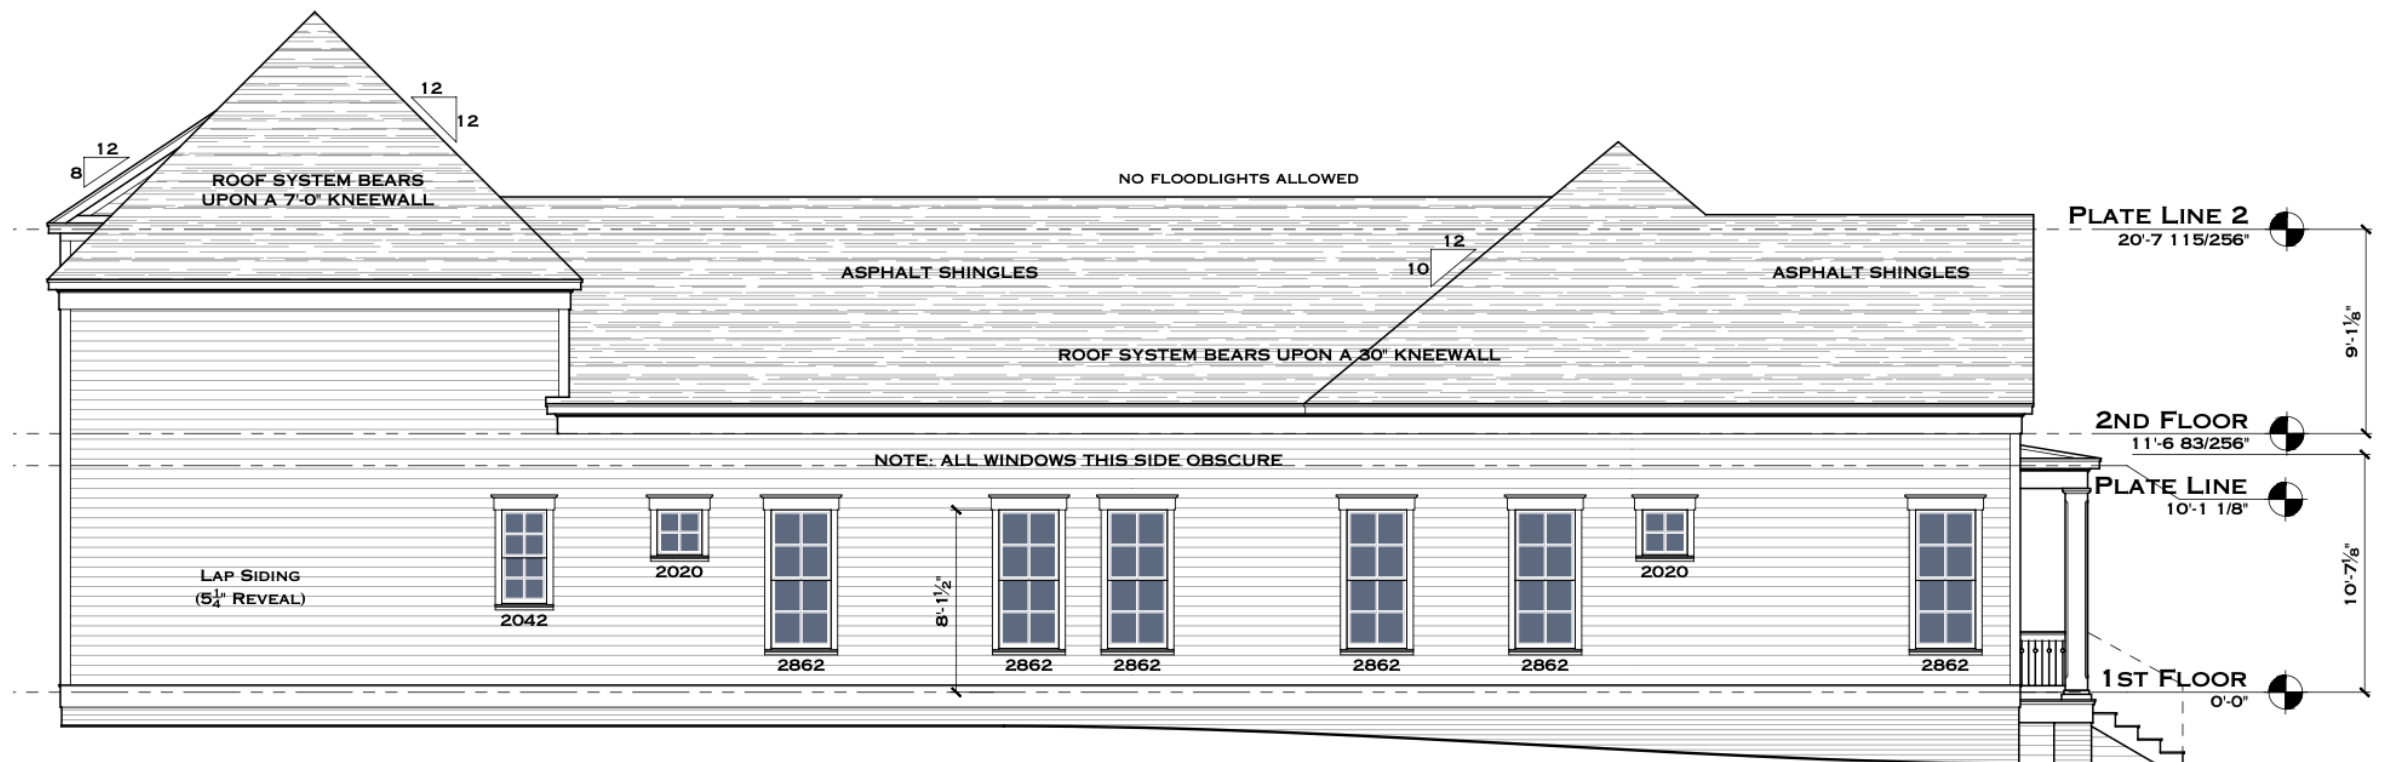 12
12
12
8
ROOF SYSTEM BEARS
UPON A 7'-0" KNEEWALL
NO FLOODLIGHTS ALLOWED
PLATE LINE 2
20'-7 115/256"
12
10
ASPHALT SHINGLES
ASPHALT SHINGLES
9'-1⅛"
ROOF SYSTEM BEARS UPON A 30" KNEEWALL
2ND FLOOR
11'-6 83/256"
NOTE: ALL WINDOWS THIS SIDE OBSCURE
PLATE LINE
10'-1 1/8"
LAP SIDING
(5¼" REVEAL)
2042
2020
2862
8'-1½"
2862
2862
2862
2862
2020
2862
10'-7⅞"
1ST FLOOR
0'-0"